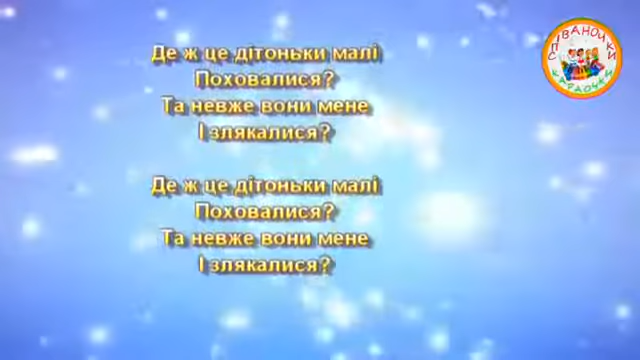 СПІВАНОЧКИ
КАРАОЧКИ
Де ж це дітоньки малі
Поховалися?
Та невже вони мене
І злякалися?
Де ж це дітоньки малі
Поховалися?
Та невже вони мене
І злякалися?